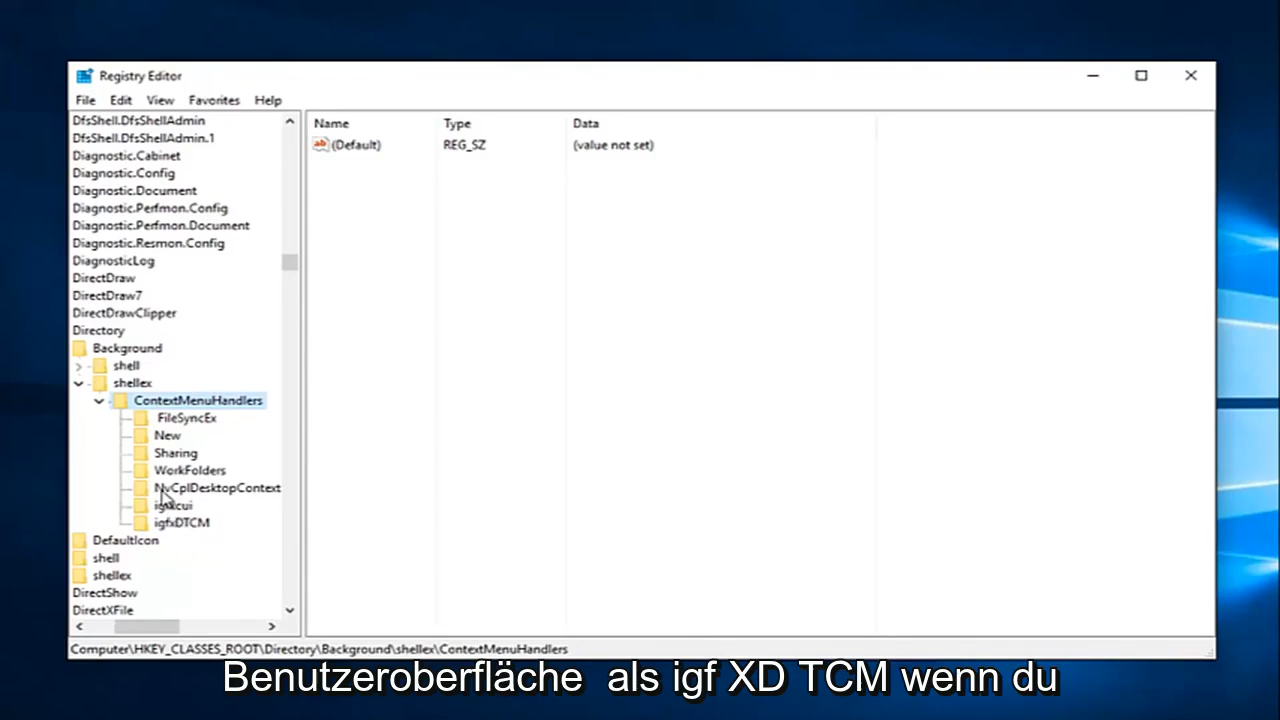 Registry Editor
File Edit View Favorites Help
DfsShell.DfsShellAdmin
DfsShell.DfsShellAdmin.1
Diagnostic.Cabinet
Diagnostic.Config
Diagnostic.Document
Diagnostic.Perfmon.Config
Diagnostic.Perfmon.Document
Diagnostic.Resmon.Config
DiagnosticLog
DirectDraw
DirectDraw7
DirectDrawClipper
Directory
Background
shell
shellex
ContextMenuHandlers
FileSyncEx
New
Sharing
WorkFolders
NvCplDesktopContext
igfxcui
igfxDTCM
DefaultIcon
shell
shellex
DirectShow
DirectXFile
Name Type Data
(Default) REG_SZ (value not set)
Computer\HKEY_CLASSES_ROOT\Directory\Background\shellex\ContextMenuHandlers
Benutzeroberfläche als igf XD TCM wenn du